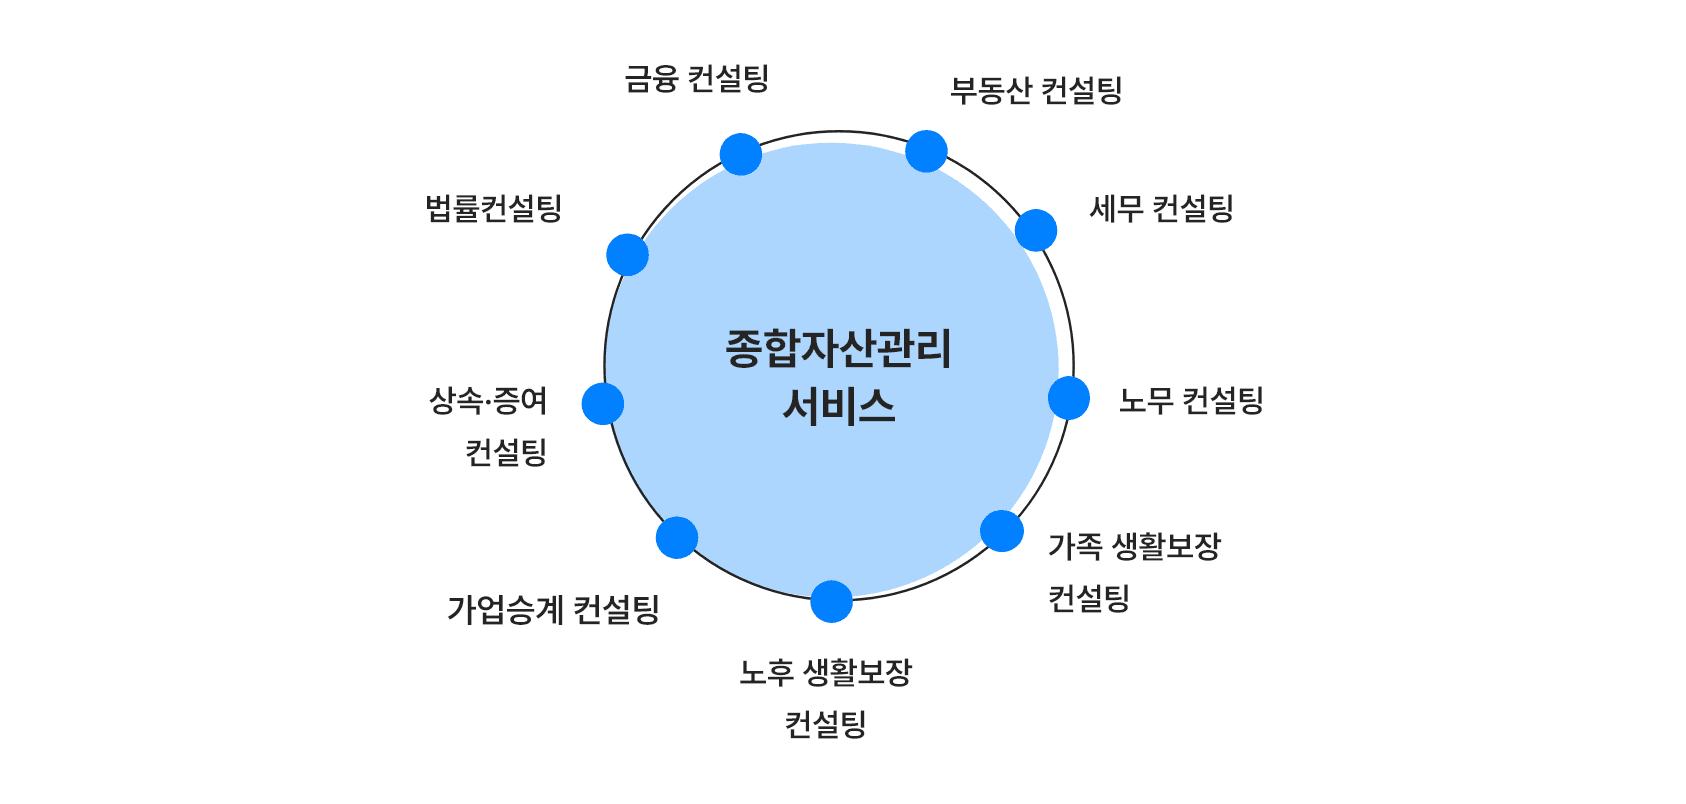 금융 컨설팅
부동산 컨설팅
법률컨설팅
세무 컨설팅
종합자산관리
서비스
상속·증여
컨설팅
노무 컨설팅
가족 생활보장
컨설팅
가업승계 컨설팅
노후 생활보장
컨설팅